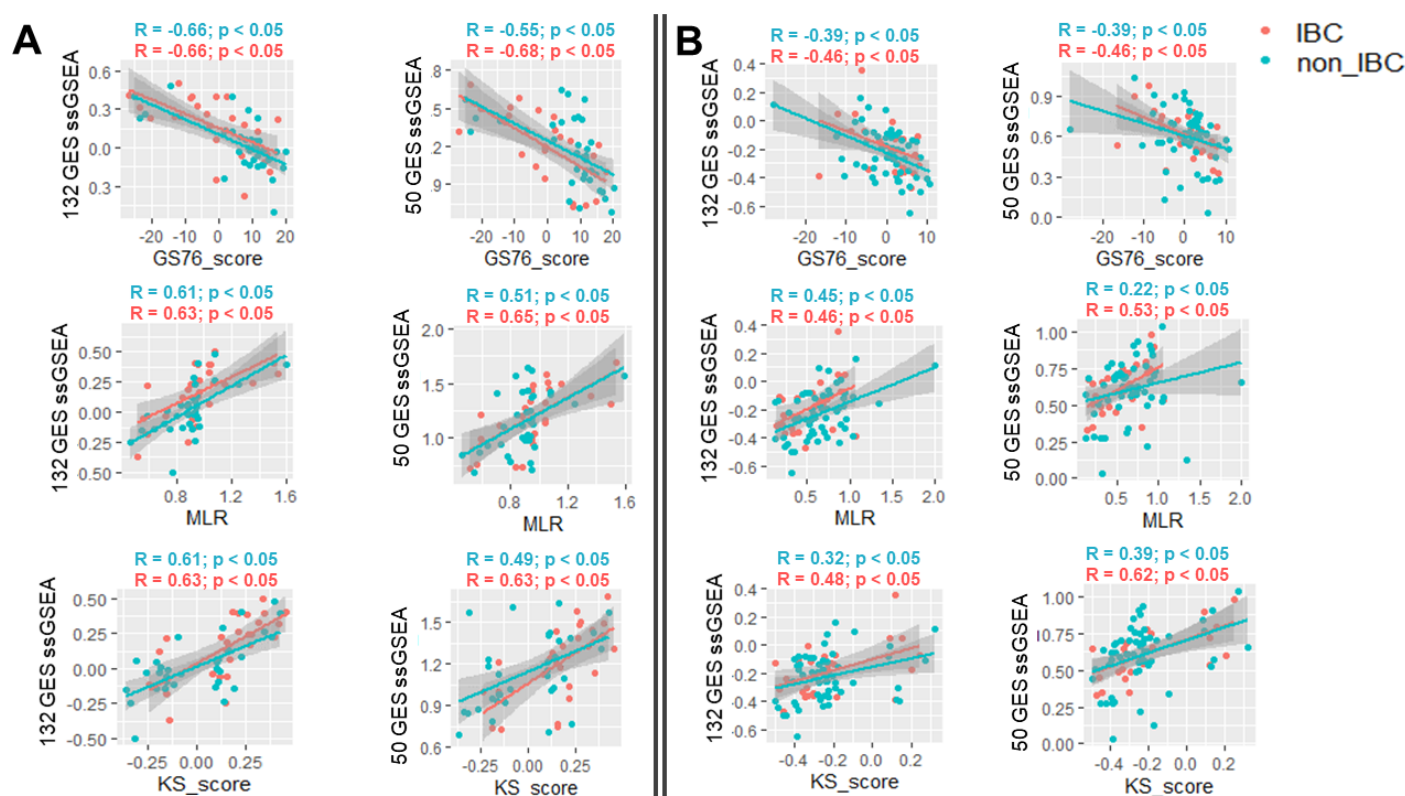 A
R = -0.66; p < 0.05
R = -0.66; p < 0.05
132 GES ssGSEA
0.6
0.3
0.0
0.3
-20 -10 0 10 20
GS76_score
R = -0.55; p < 0.05
R = -0.68; p < 0.05
50 GES ssGSEA
.8
.5
.2
.9
-20 -10 0 10 20
GS76_score
B
R = -0.39; p < 0.05
R = -0.46; p < 0.05
132 GES ssGSEA
0.4
0.2
0.0
-0.2
-0.4
-0.6
-20 -10 0 10
GS76_score
R = -0.39; p < 0.05
R = -0.46; p < 0.05
50 GES ssGSEA
0.9
0.6
0.3
0.0
-20 -10 0 10
GS76_score
IBC
non_IBC
R = 0.61; p < 0.05
R = 0.63; p < 0.05
132 GES ssGSEA
0.50
0.25
0.00
0.25
0.50
0.8 1.2 1.6
MLR
R = 0.51; p < 0.05
R = 0.65; p < 0.05
50 GES ssGSEA
2.0
1.5
1.0
0.8 1.2 1.6
MLR
R = 0.45; p < 0.05
R = 0.46; p < 0.05
132 GES ssGSEA
0.4
0.2
0.0
-0.2
-0.4
-0.6
0.5 1.0 1.5 2.0
MLR
R = 0.22; p < 0.05
R = 0.53; p < 0.05
50 GES ssGSEA
1.00
0.75
0.50
0.25
0.00
0.5 1.0 1.5 2.0
MLR
R = 0.61; p < 0.05
R = 0.63; p < 0.05
132 GES ssGSEA
0.50
0.25
0.00
-0.25
-0.50
-0.25 0.00 0.25
KS_score
R = 0.49; p < 0.05
R = 0.63; p < 0.05
50 GES ssGSEA
1.5
1.2
0.9
0.6
-0.25 0.00 0.25
KS_score
R = 0.32; p < 0.05
R = 0.48; p < 0.05
132 GES ssGSEA
0.4
0.2
0.0
-0.2
-0.4
-0.6
-0.4 -0.2 0.0 0.2
KS_score
R = 0.39; p < 0.05
R = 0.62; p < 0.05
50 GES ssGSEA
1.00
0.75
0.50
0.25
0.00
-0.4 -0.2 0.0 0.2
KS_score